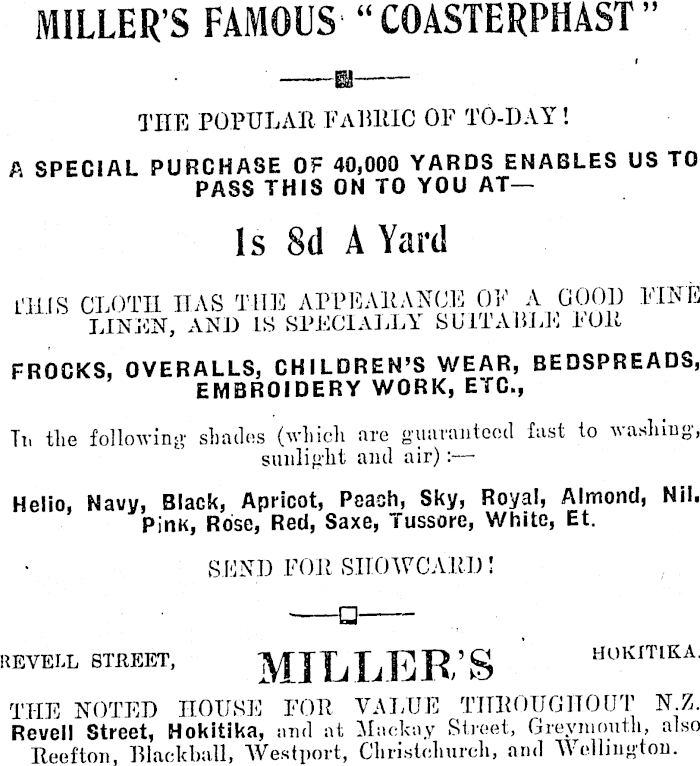 MILLER'S FAMOUS "COASTERPHAST"
THE POPULAR FABRIC OF TO-DAY!
A SPECIAL PURCHASE OF 40,000 YARDS ENABLES US TO
PASS THIS ON TO YOU AT—
1s 8d A Yard
THIS CLOTH HAS THE APPEARANCE OF A GOOD FINE
LINEN, AND IS SPECIALLY SUITABLE FOR
FROCKS, OVERALLS, CHILDREN'S WEAR, BEDSPREADS,
EMBROIDERY WORK, ETC.,
In the following shades (which are guaranteed fast to washing,
sunlight and air) :—
Helio, Navy, Black, Apricot, Peach, Sky, Royal, Almond, Nil.
Pink, Rose, Red, Saxe, Tussore, White, Et.
SEND FOR SHOWCARD!
REVELL STREET, MILLER'S HOKITIKA.
THE NOTED HOUSE FOR VALUE THROUGHOUT N.Z.
Revell Street, Hokitika, and at Mackay Street, Greymouth, also
Reefton, Blackball, Westport, Christchurch, and Wellington.